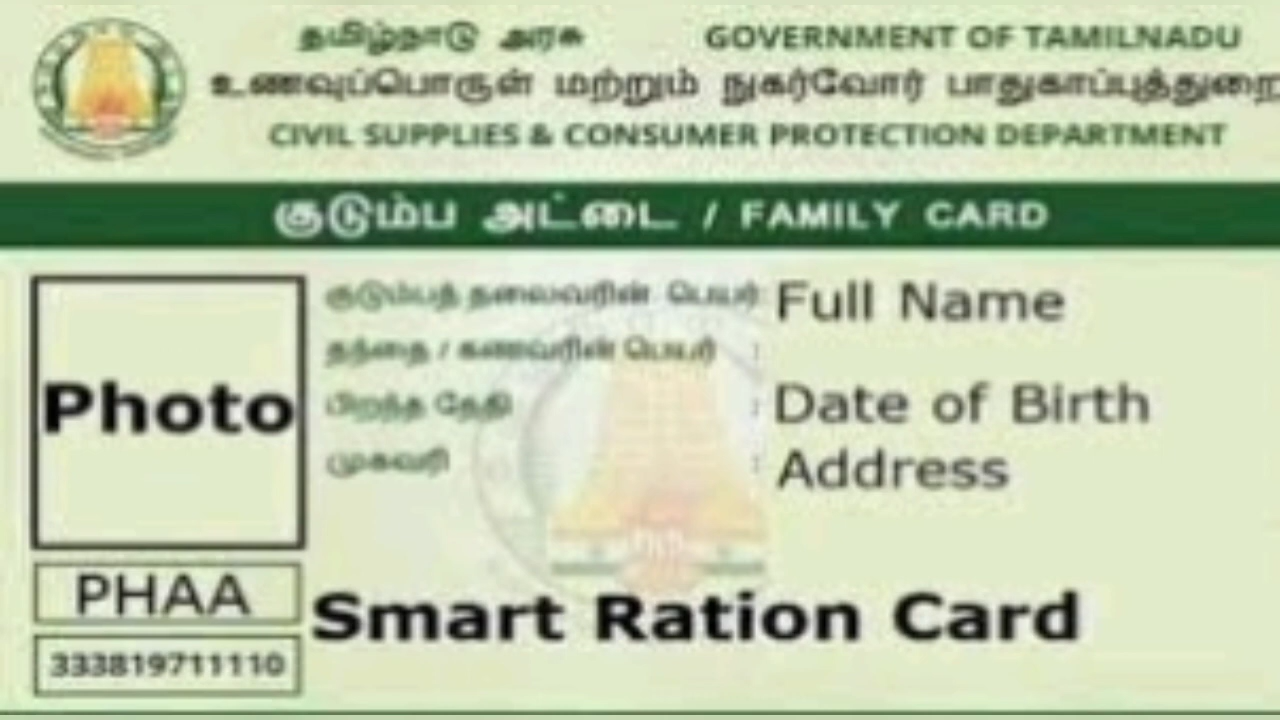 தமிழ்நாடு அரசு GOVERNMENT OF TAMILNADU
உணவுப்பொருள் மற்றும் நுகர்வோர் பாதுகாப்புத்துறை
CIVIL SUPPLIES & CONSUMER PROTECTION DEPARTMENT
குடும்ப அட்டை / FAMILY CARD
குடும்பத் தலைவரின் பெயர் : Full Name
தந்தை / கணவரின் பெயர் :
Photo
பிறந்த தேதி : Date of Birth
முகவரி : Address
PHAA
Smart Ration Card
333819711110